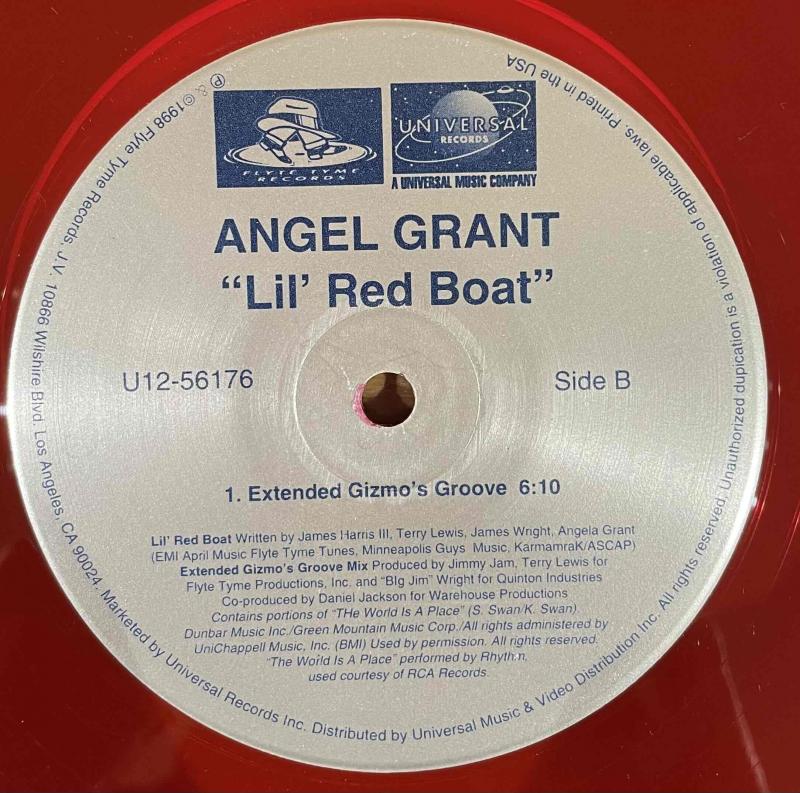 FLYTE TYME
RECORDS
UNIVERSAL
RECORDS
A UNIVERSAL MUSIC COMPANY
ANGEL GRANT
“Lil’ Red Boat”
U12-56176
Side B
1. Extended Gizmo's Groove 6:10
Lil' Red Boat Written by James Harris III, Terry Lewis, James Wright, Angela Grant
(EMI April Music Flyte Tyme Tunes, Minneapolis Guys Music, KarmamraK/ASCAP)
Extended Gizmo's Groove Mix Produced by Jimmy Jam, Terry Lewis for
Flyte Tyme Productions, Inc. and "BIg Jim" Wright for Quinton Industries
Co-produced by Daniel Jackson for Warehouse Productions
Contains portions of "THe World Is A Place" (S. Swan/K. Swan)
Dunbar Music Inc./Green Mountain Music Corp./All rights administered by
UniChappell Music, Inc. (BMI) Used by permission. All rights reserved.
"The World Is A Place" performed by Rhythm,
used courtesy of RCA Records.
℗ & ©1998 Flyte Tyme Records. J.V. 10866 Wilshire Blvd. Los Angeles, CA 90024. Marketed by Universal Records Inc. Distributed by Universal Music & Video Distribution Inc. All rights reserved. Unauthorized dupication is a violation of applicable laws. Printed in the USA